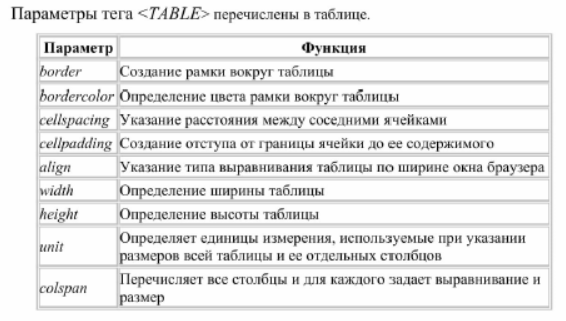 Параметры тега <TABLE> перечислены в таблице.
Параметр Функция
border Создание рамки вокруг таблицы
bordercolor Определение цвета рамки вокруг таблицы
cellspacing Указание расстояния между соседними ячейками
cellpadding Создание отступа от границы ячейки до ее содержимого
align Указание типа выравнивания таблицы по ширине окна браузера
width Определение ширины таблицы
height Определение высоты таблицы
unit Определяет единицы измерения, используемые при указании
размеров всей таблицы и ее отдельных столбцов
colspan Перечисляет все столбцы и для каждого задает выравнивание и
размер